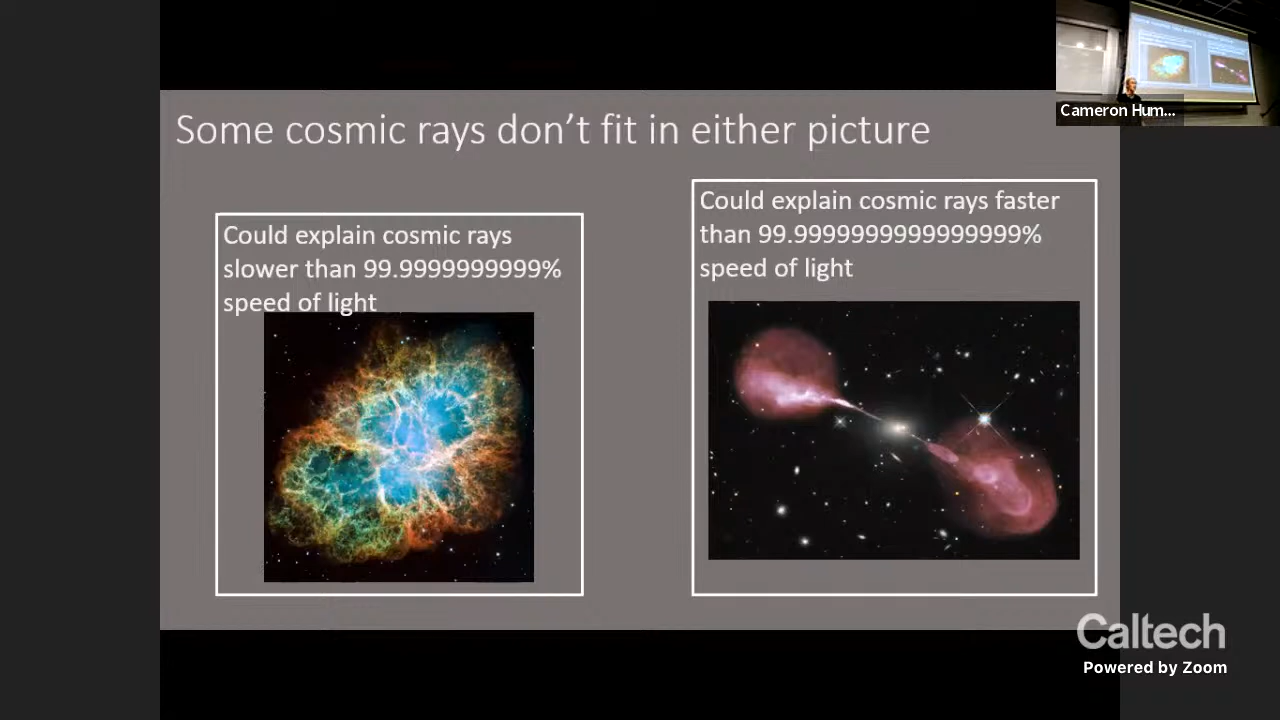 Some cosmic rays don't fit in either picture
Could explain cosmic rays
slower than 99.9999999999%
speed of light
Could explain cosmic rays faster
than 99.9999999999999999%
speed of light
Cameron Hum...
Caltech
Powered by Zoom